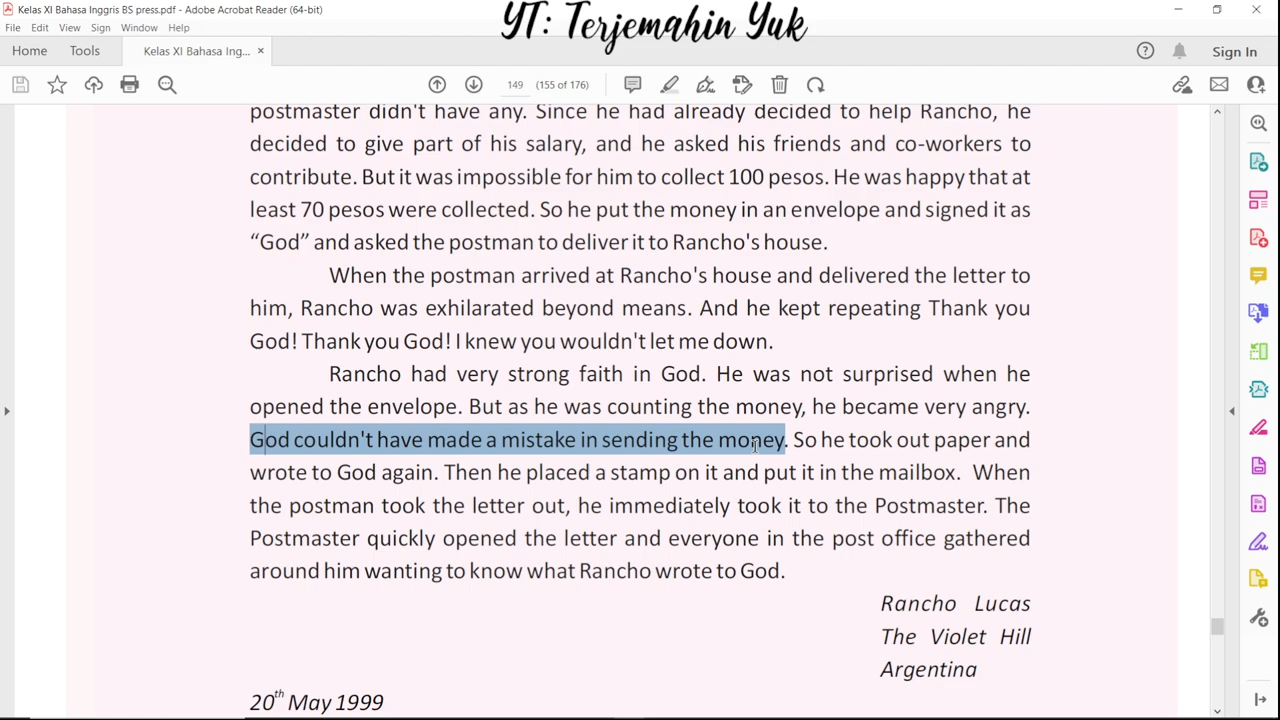 Kelas XI Bahasa Inggris BS press.pdf - Adobe Acrobat Reader (64-bit)
YT: Terjemahin Yuk
File Edit View Sign Window Help
Home Tools Kelas XI Bahasa Ing... × Sign In
149 (155 of 176)
postmaster didn't have any. Since he had already decided to help Rancho, he
decided to give part of his salary, and he asked his friends and co-workers to
contribute. But it was impossible for him to collect 100 pesos. He was happy that at
least 70 pesos were collected. So he put the money in an envelope and signed it as
“God” and asked the postman to deliver it to Rancho's house.
When the postman arrived at Rancho's house and delivered the letter to
him, Rancho was exhilarated beyond means. And he kept repeating Thank you
God! Thank you God! I knew you wouldn't let me down.
Rancho had very strong faith in God. He was not surprised when he
opened the envelope. But as he was counting the money, he became very angry.
God couldn't have made a mistake in sending the money. So he took out paper and
wrote to God again. Then he placed a stamp on it and put it in the mailbox. When
the postman took the letter out, he immediately took it to the Postmaster. The
Postmaster quickly opened the letter and everyone in the post office gathered
around him wanting to know what Rancho wrote to God.
Rancho Lucas
The Violet Hill
Argentina
20th May 1999